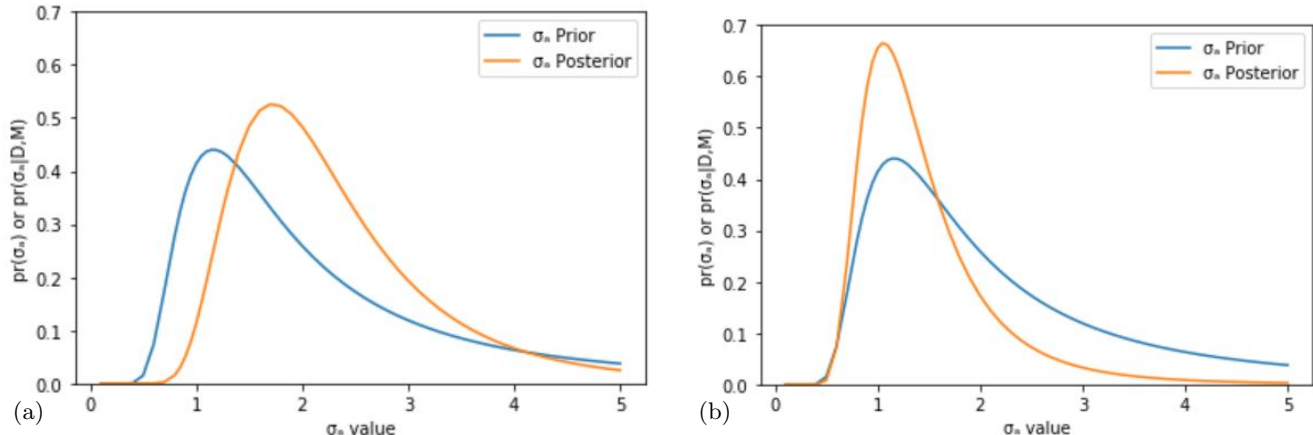 0.7
0.6
0.5
0.4
0.3
0.2
0.1
0.0
pr(σₐ) or pr(σₐ|D,M)
σₐ Prior
σₐ Posterior
0 1 2 3 4 5
σₐ value
(a)
0.7
0.6
0.5
0.4
0.3
0.2
0.1
0.0
pr(σₐ) or pr(σₐ|D,M)
σₐ Prior
σₐ Posterior
0 1 2 3 4 5
σₐ value
(b)